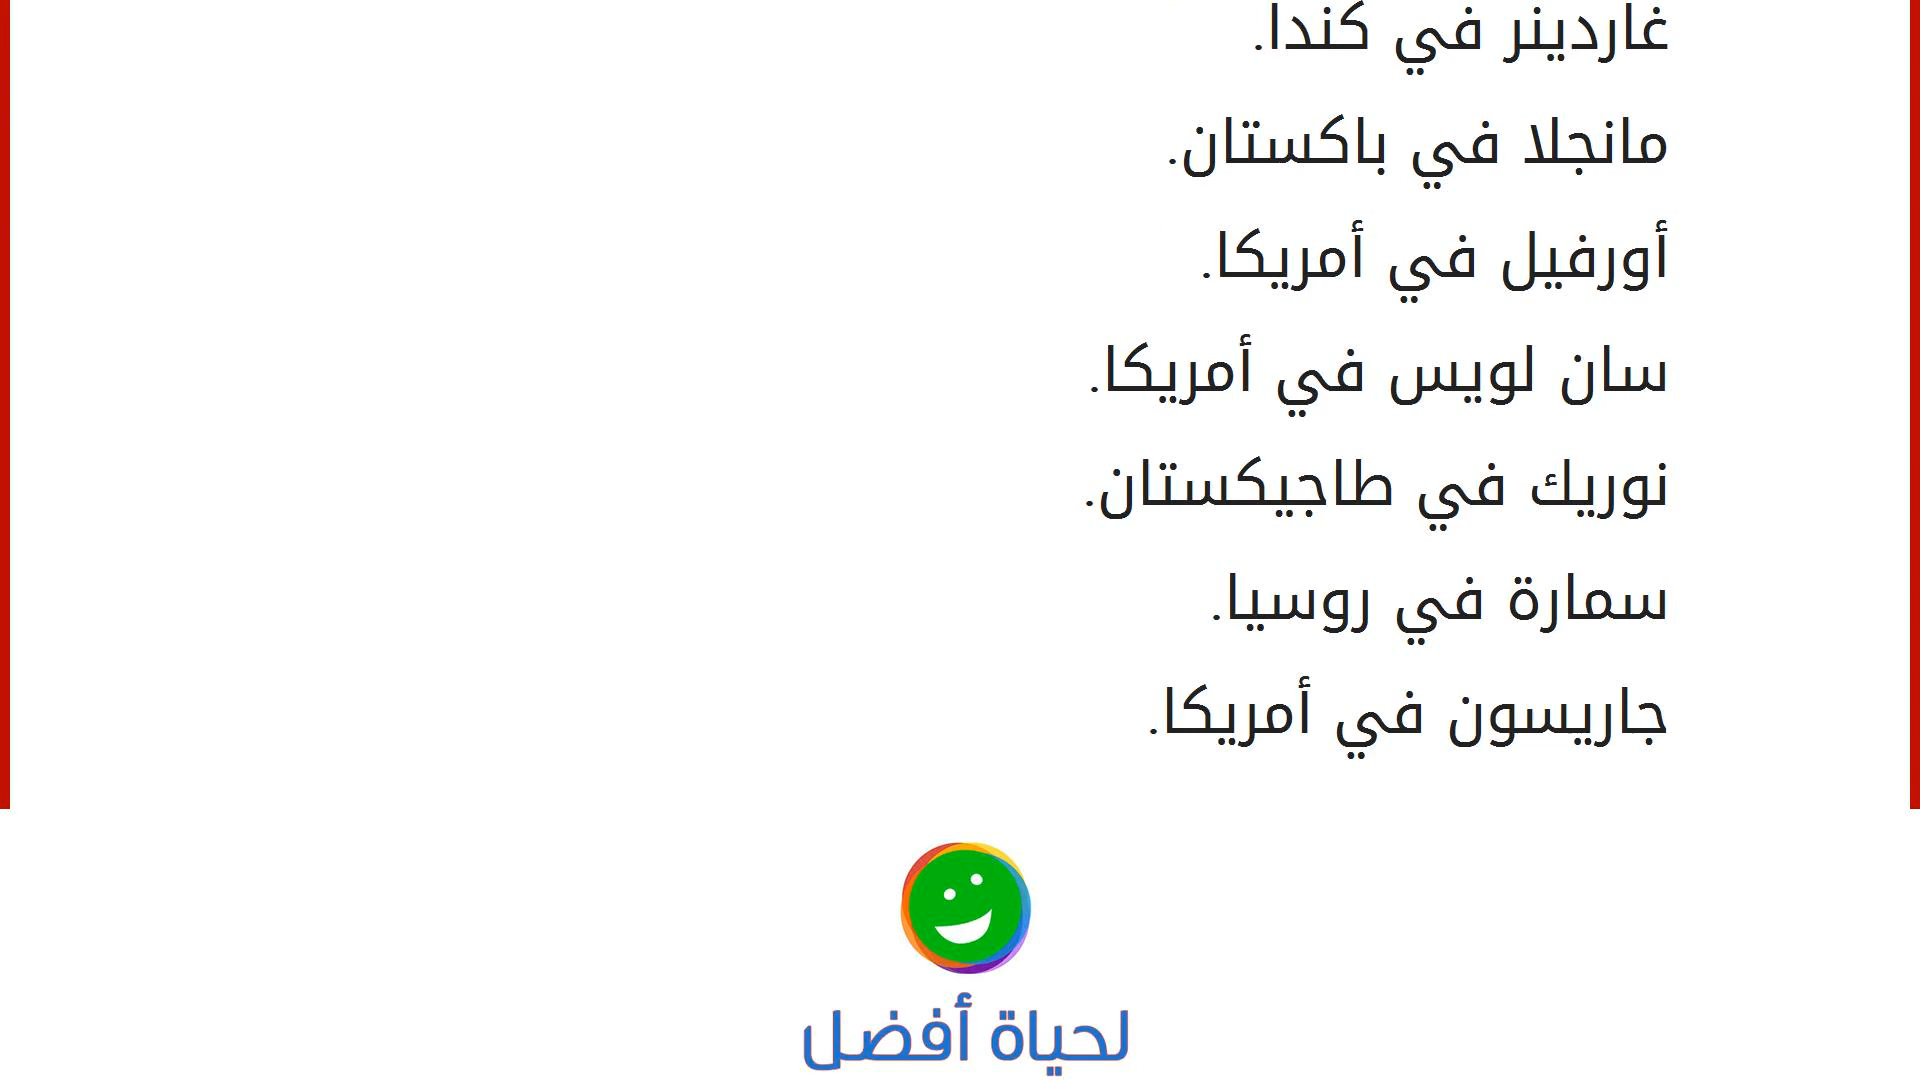 غاردينر في كندا.
مانجلا في باكستان.
أورفيل في أمريكا.
سان لويس في أمريكا.
نوريك في طاجيكستان.
سمارة في روسيا.
جاريسون في أمريكا.
لحياة أفضل